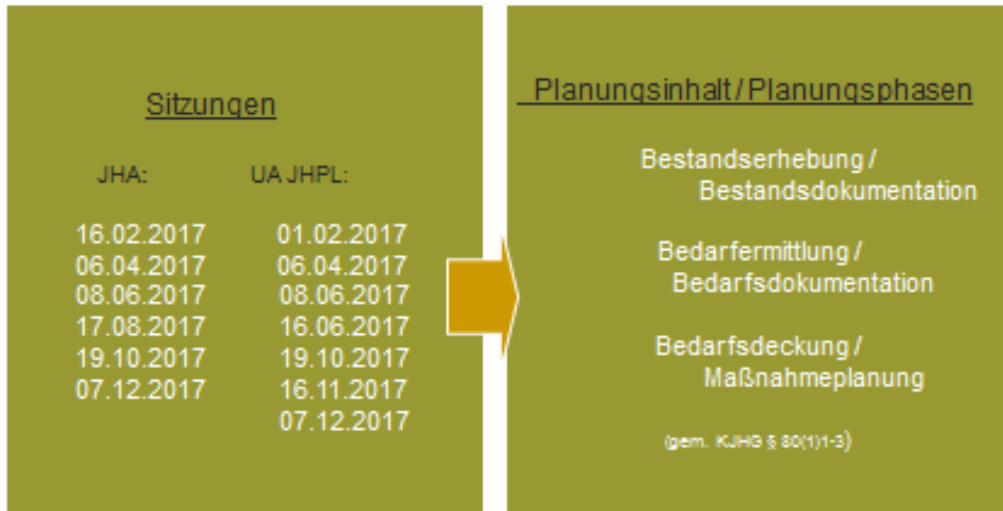 Sitzungen
JHA: UA JHPL:
16.02.2017 01.02.2017
06.04.2017 06.04.2017
08.06.2017 08.06.2017
17.08.2017 16.06.2017
19.10.2017 19.10.2017
07.12.2017 16.11.2017
07.12.2017
Planungsinhalt / Planungsphasen
Bestandserhebung /
Bestandsdokumentation
Bedarfermittlung /
Bedarfsdokumentation
Bedarfsdeckung /
Maßnahmeplanung
(gem. KJHG § 80(1)1-3)